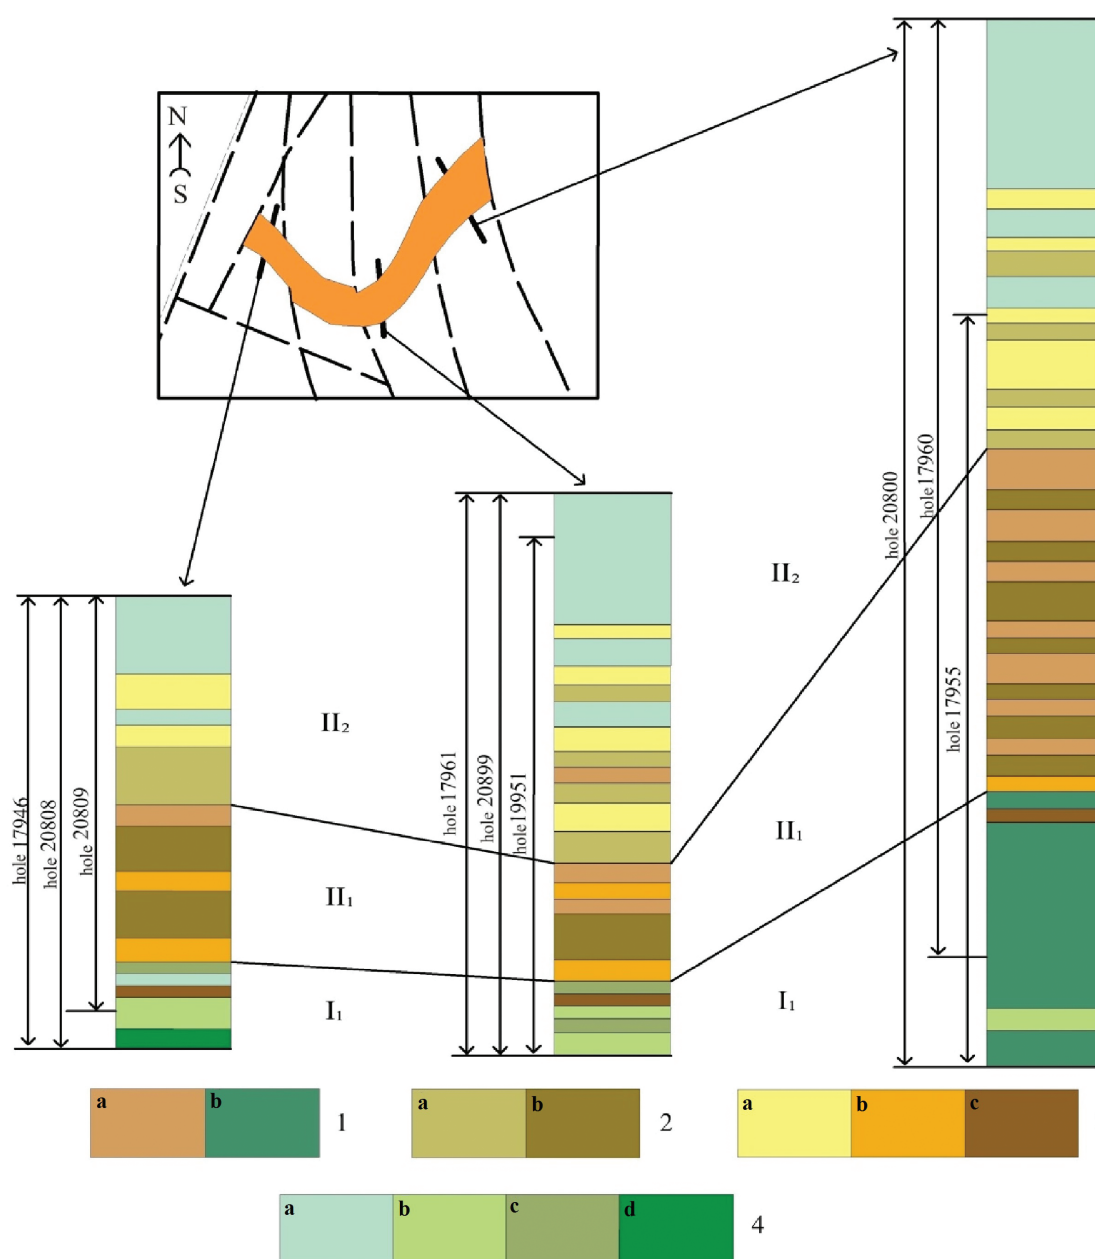 N
S
hole 20800
hole 17960
hole 17955
II₂
II₁
I₁
hole 17961
hole 20899
hole 19951
II₂
II₁
I₁
hole 17946
hole 20808
hole 20809
a b 1
a b 2
a b c
a b c d 4